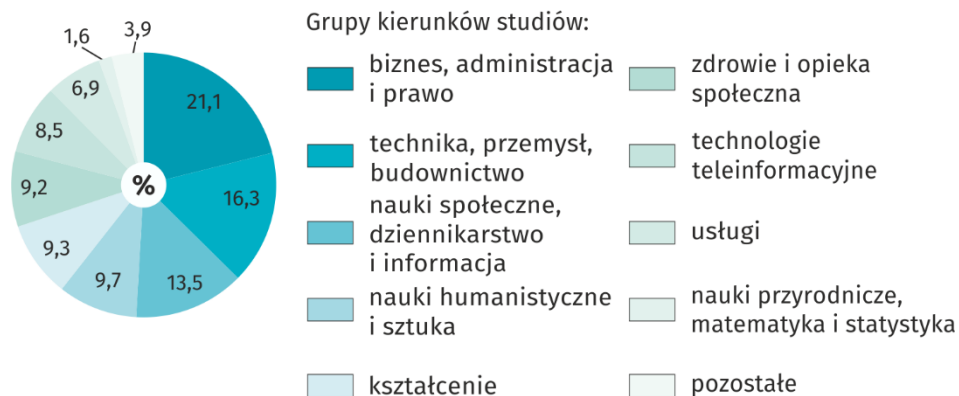 1,6
3,9
6,9
21,1
8,5
9,2
%
16,3
9,3
9,7
13,5
Grupy kierunków studiów:
biznes, administracja
i prawo
technika, przemysł,
budownictwo
nauki społeczne,
dziennikarstwo
i informacja
nauki humanistyczne
i sztuka
kształcenie
zdrowie i opieka
społeczna
technologie
teleinformacyjne
usługi
nauki przyrodnicze,
matematyka i statystyka
pozostałe